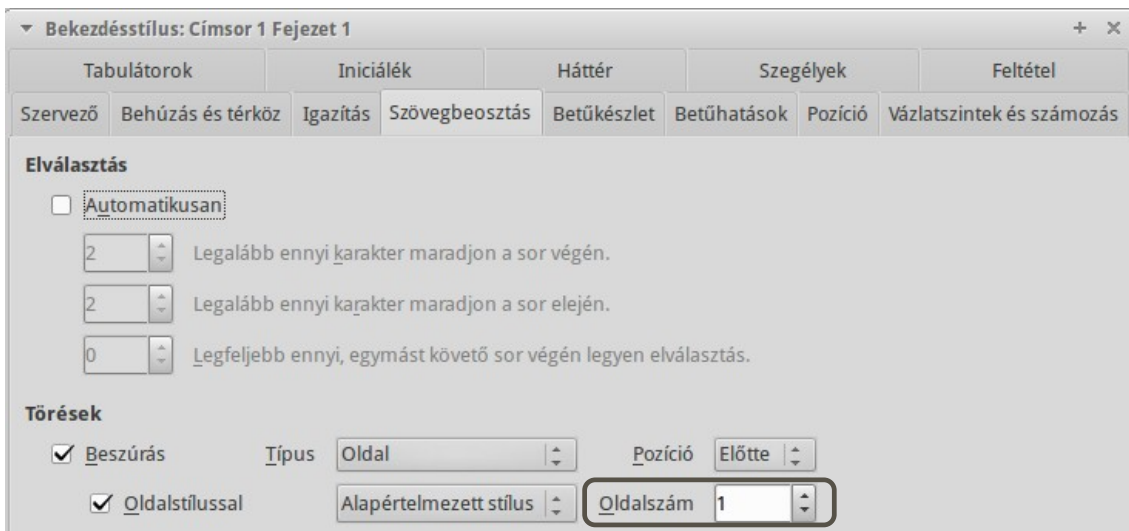 Bekezdésstílus: Címsor 1 Fejezet 1
Tabulátorok Iniciálék Háttér Szegélyek Feltétel
Szervező Behúzás és térköz Igazítás Szövegbeosztás Betűkészlet Betűhatások Pozíció Vázlatszintek és számozás
Elválasztás
Automatikusan
2 Legalább ennyi karakter maradjon a sor végén.
2 Legalább ennyi karakter maradjon a sor elején.
0 Legfeljebb ennyi, egymást követő sor végén legyen elválasztás.
Törések
Beszúrás Típus Oldal Pozíció Előtte
Oldalstílussal Alapértelmezett stílus Oldalszám 1